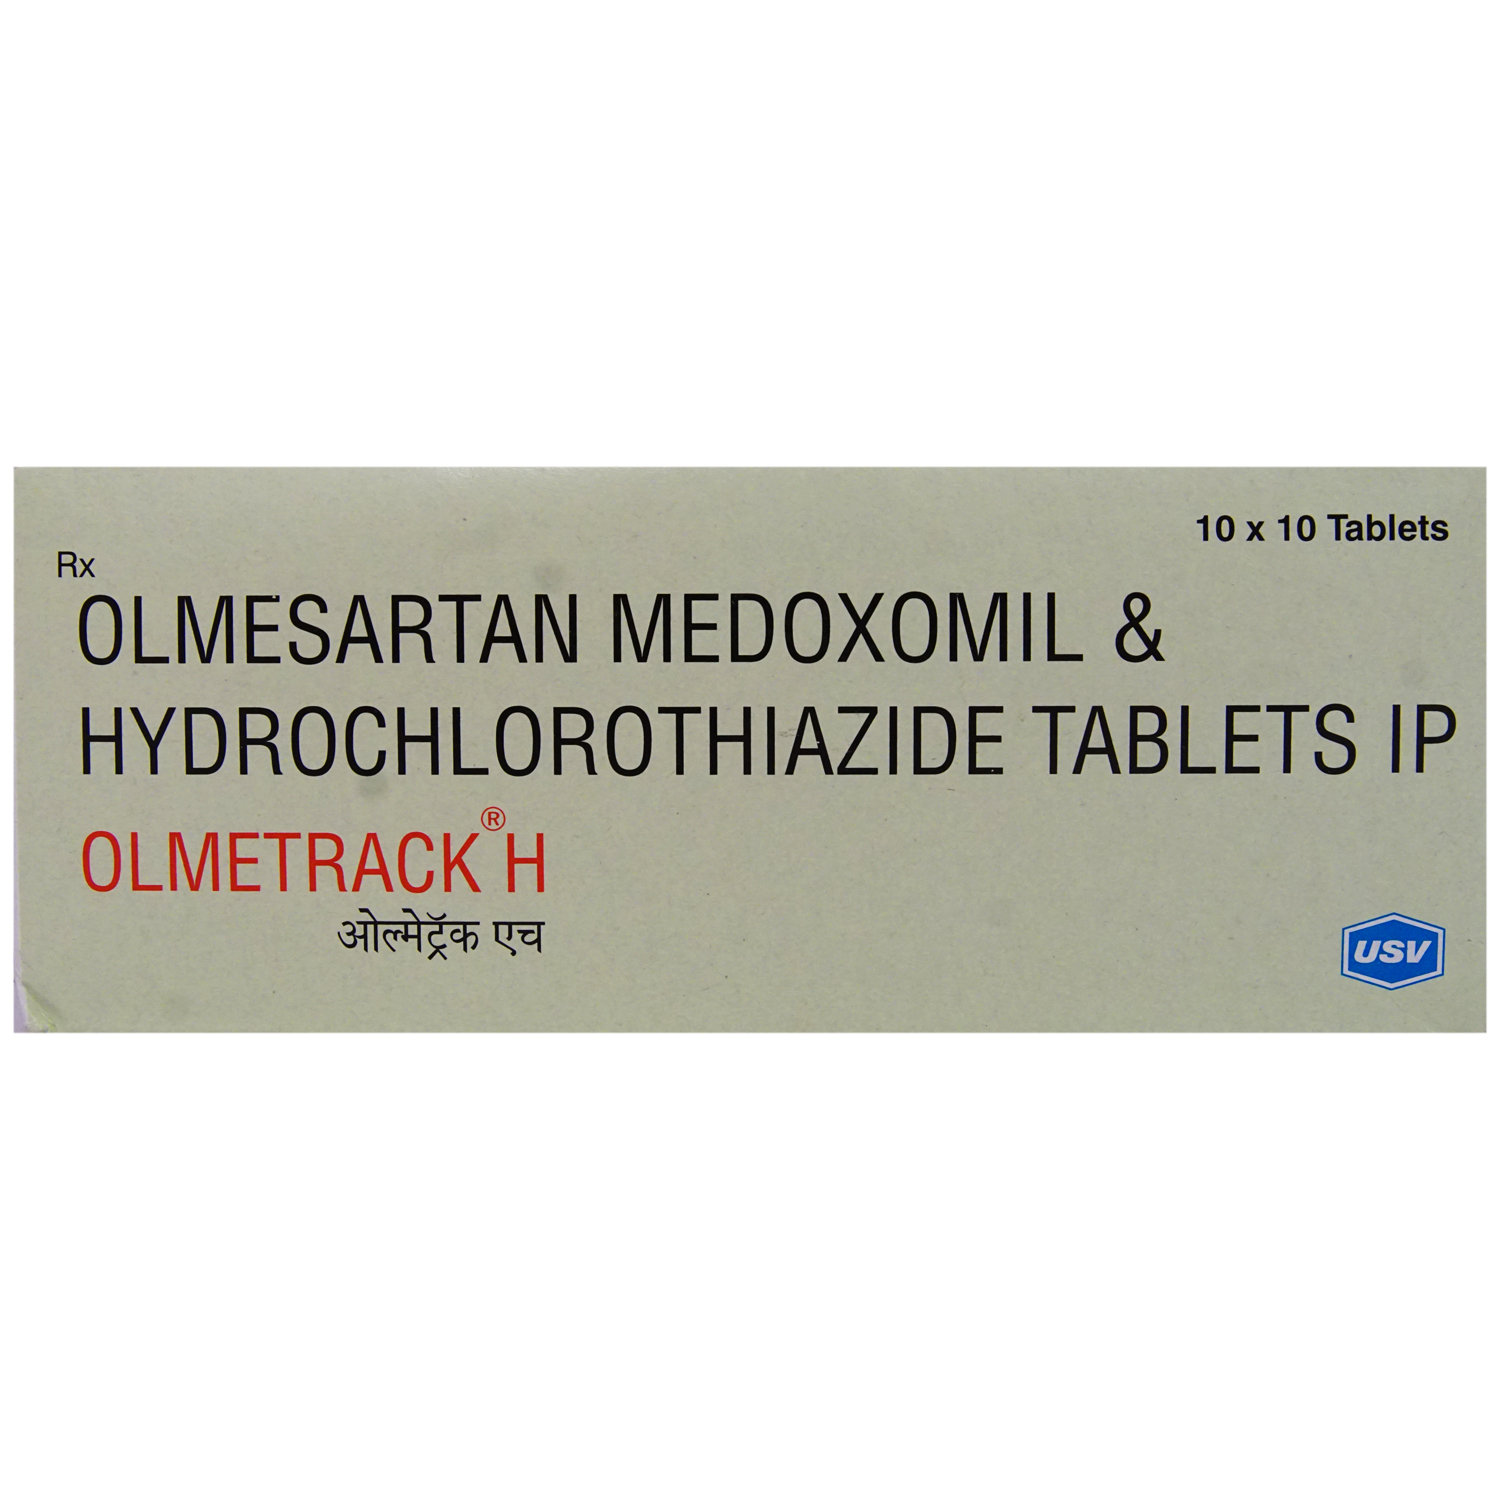 10 x 10 Tablets
Rx
OLMESARTAN MEDOXOMIL &
HYDROCHLOROTHIAZIDE TABLETS IP
OLMETRACK® H
ओल्मेट्रॅक एच
USV